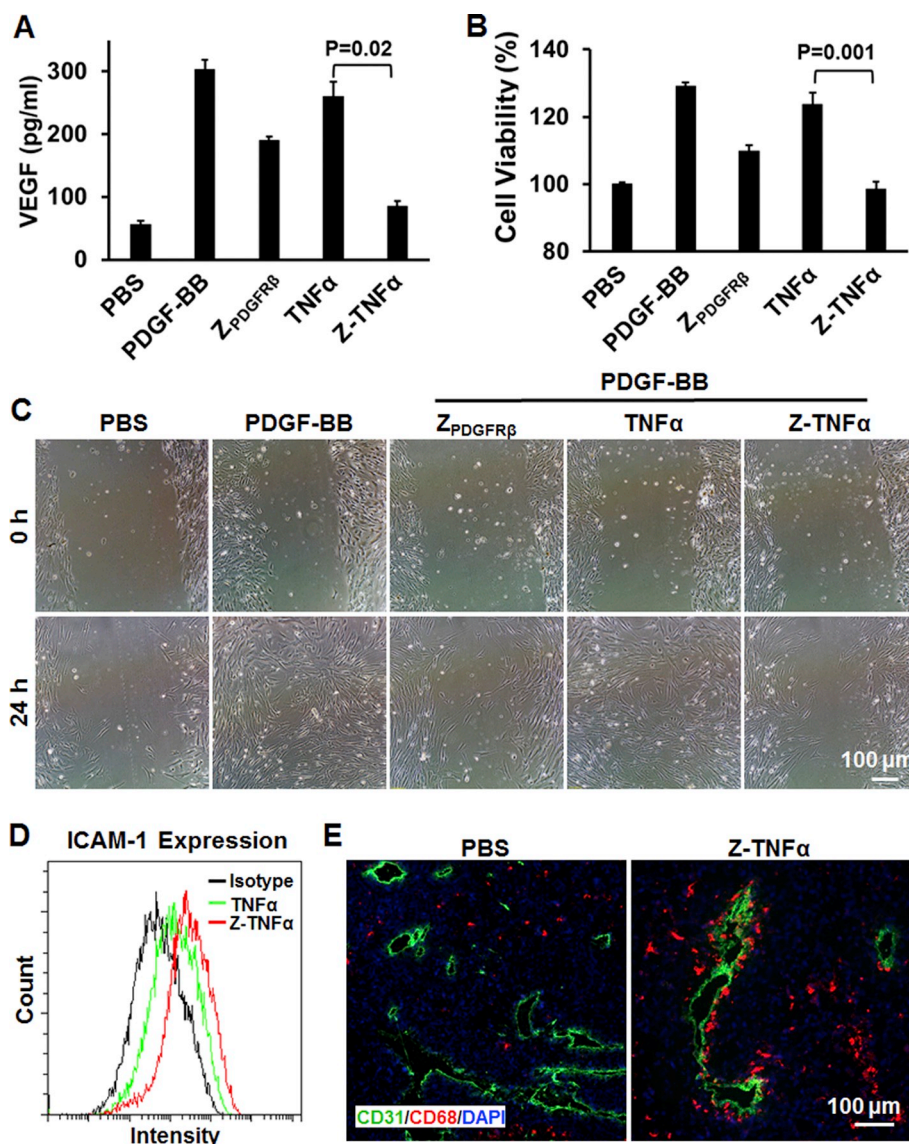 A
VEGF (pg/ml)
300
200
100
0
P=0.02
PBS
PDGF-BB
ZPDGFRβ
TNFα
Z-TNFα
B
Cell Viability (%)
140
120
100
80
P=0.001
PBS
PDGF-BB
ZPDGFRβ
TNFα
Z-TNFα
C
PDGF-BB
PBS PDGF-BB ZPDGFRβ TNFα Z-TNFα
0 h
24 h
100 µm
D
ICAM-1 Expression
Isotype
TNFα
Z-TNFα
Count
Intensity
E
PBS Z-TNFα
CD31/CD68/DAPI
100 µm